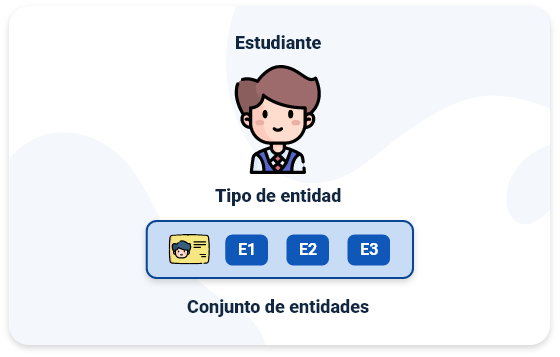 Estudiante
Tipo de entidad
E1 E2 E3
Conjunto de entidades